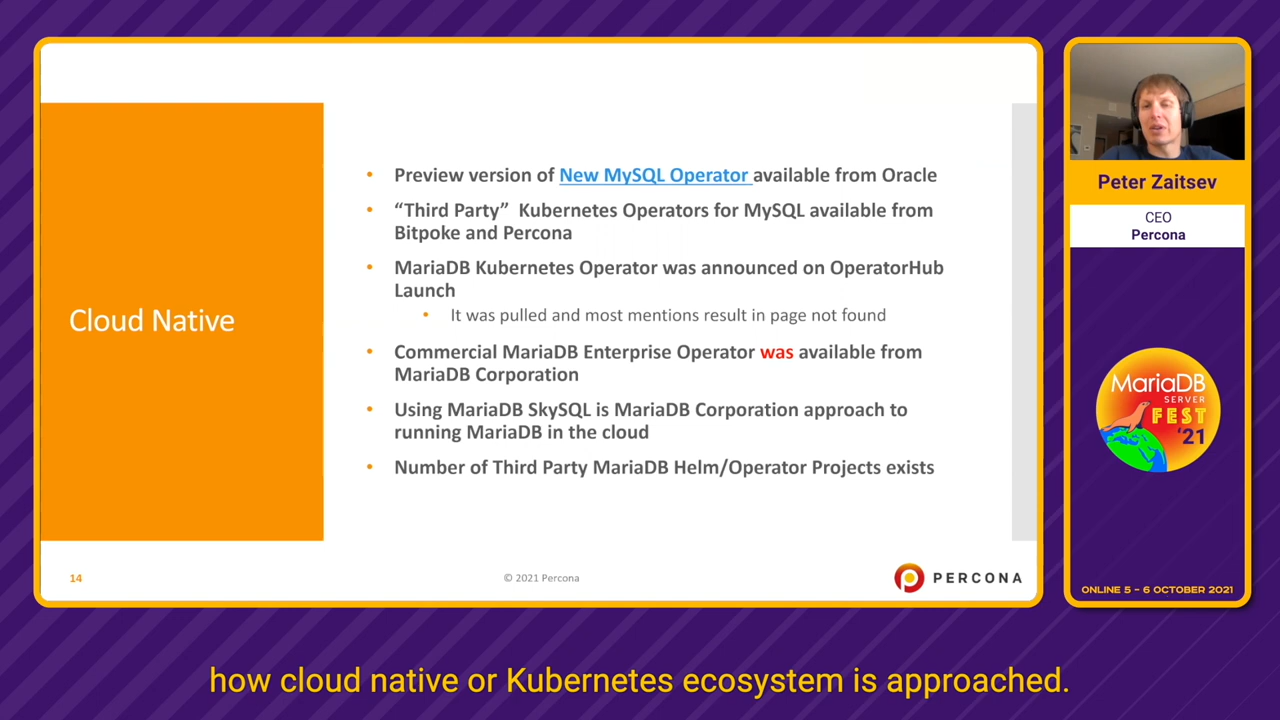 Cloud Native
• Preview version of New MySQL Operator available from Oracle
• “Third Party” Kubernetes Operators for MySQL available from
Bitpoke and Percona
• MariaDB Kubernetes Operator was announced on OperatorHub
Launch
• It was pulled and most mentions result in page not found
• Commercial MariaDB Enterprise Operator was available from
MariaDB Corporation
• Using MariaDB SkySQL is MariaDB Corporation approach to
running MariaDB in the cloud
• Number of Third Party MariaDB Helm/Operator Projects exists
14
© 2021 Percona
PERCONA
Peter Zaitsev
CEO
Percona
MariaDB
SERVER
FEST
'21
ONLINE 5 - 6 OCTOBER 2021
how cloud native or Kubernetes ecosystem is approached.